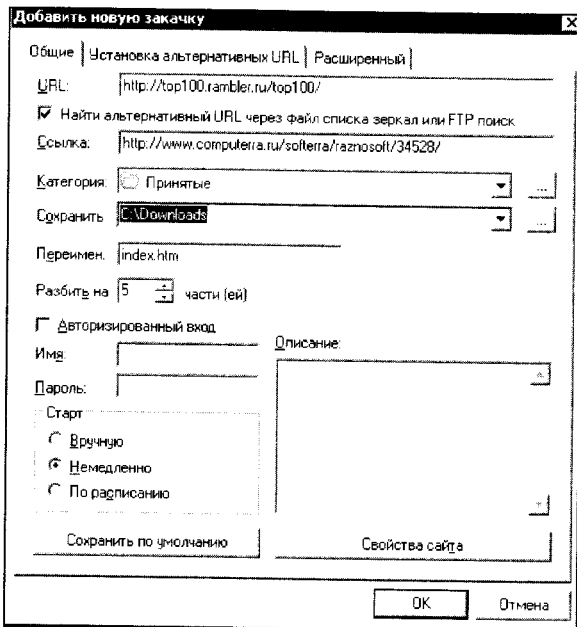 Добавить новую закачку
Общие Установка альтернативных URL Расширенный
URL: http://top100.rambler.ru/top100/
Найти альтернативный URL через файл списка зеркал или FTP поиск
Ссылка: http://www.computerra.ru/softerra/raznosoft/34528/
Категория: Принятые ...
Сохранить C:\Downloads ...
Переимен. index.htm
Разбить на 5 части (ей)
Авторизированный вход
Имя: Описание:
Пароль:
Старт
Вручную
Немедленно
По расписанию
Сохранить по умолчанию Свойства сайта
OK Отмена